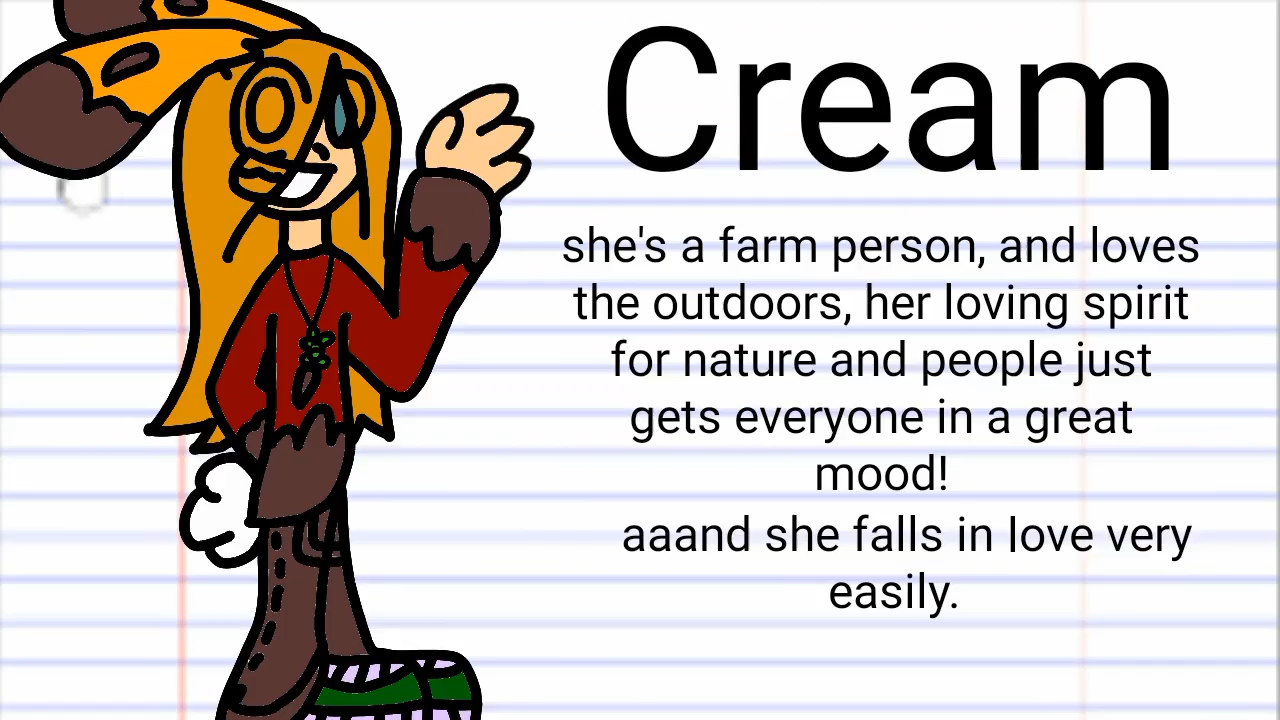 Cream
she's a farm person, and loves
the outdoors, her loving spirit
for nature and people just
gets everyone in a great
mood!
aaand she falls in love very
easily.